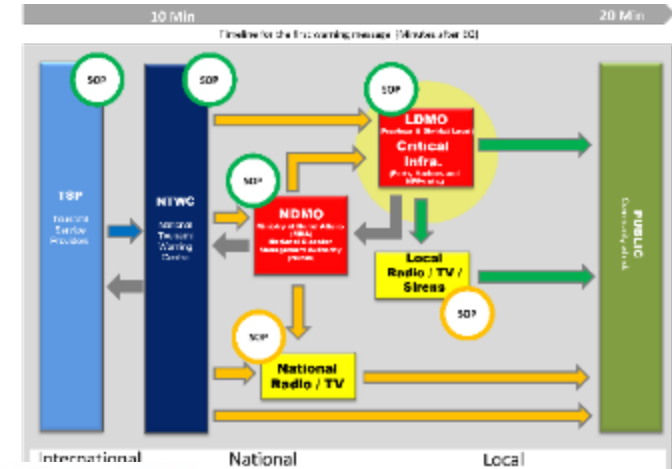 10 Min
20 Min
Timeline for the first warning message (Minutes after EQ)
SOP
SOP
SOP
SOP
LDMO
Critical
Infra.
TSP
Tsunami
Service
Providers
NTWC
National
Tsunami
Warning
Centre
NDMO
PUBLIC
Local
Radio / TV /
Sirens
SOP
SOP
National
Radio / TV
International
National
Local